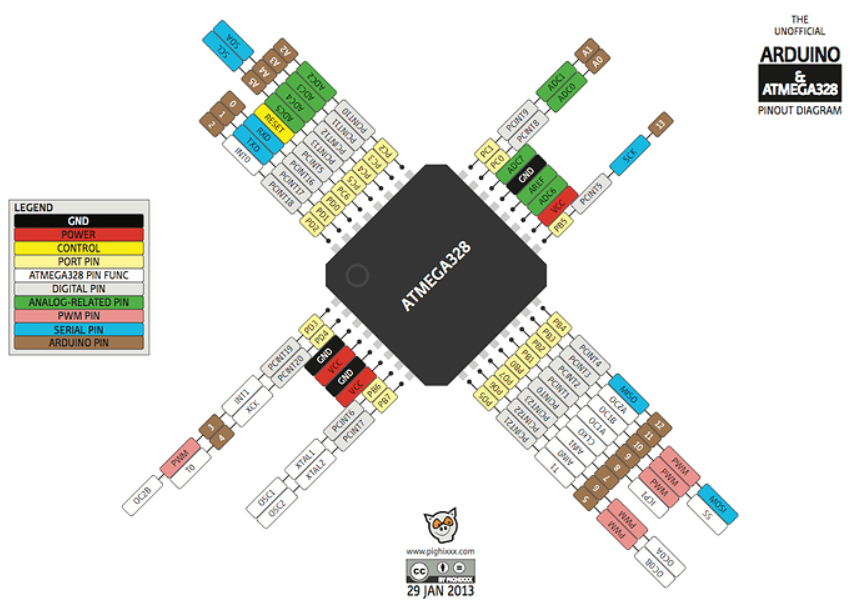 THE
UNOFFICIAL
ARDUINO
&
ATMEGA328
PINOUT DIAGRAM
LEGEND
GND
POWER
CONTROL
PORT PIN
ATMEGA328 PIN FUNC
DIGITAL PIN
ANALOG-RELATED PIN
PWM PIN
SERIAL PIN
ARDUINO PIN
ATMEGA328
A2 ADC2 PCINT10 PC2
A3 ADC3 PCINT11 PC3
SDA A4 ADC4 PCINT12 PC4
SCL A5 ADC5 PCINT13 PC5
RESET PCINT5 PC6
0 RXD PCINT16 PD0
1 TXD PCINT17 PD1
2 INT0 PCINT18 PD2
PC1 PCINT9 ADC1 A1
PC0 PCINT8 ADC0 A0
ADC7
GND
AREF
ADC6
VCC
PB5 PCINT5 SCK 13
OC2B PWM 3 INT1 PCINT19 PD3
T0 4 XCK PCINT20 PD4
GND
VCC
GND
VCC
OSC1 XTAL1 PCINT16 PB6
OSC2 XTAL2 PCINT17 PB7
PB4 PCINT4 MISO 12
PB3 PCINT3 OC2A 11 PWM MOSI
PB2 PCINT2 OC1B 10 PWM SS
PB1 PCINT1 OC1A 9 PWM
PB0 PCINT0 CLKO 8 ICP1
PD7 PCINT23 AIN1 7
PD6 PCINT22 AIN0 6 PWM OC0A
PD5 PCINT21 T1 5 PWM OC0B
www.pighixxx.com
cc BY PIGHIXXX
29 JAN 2013